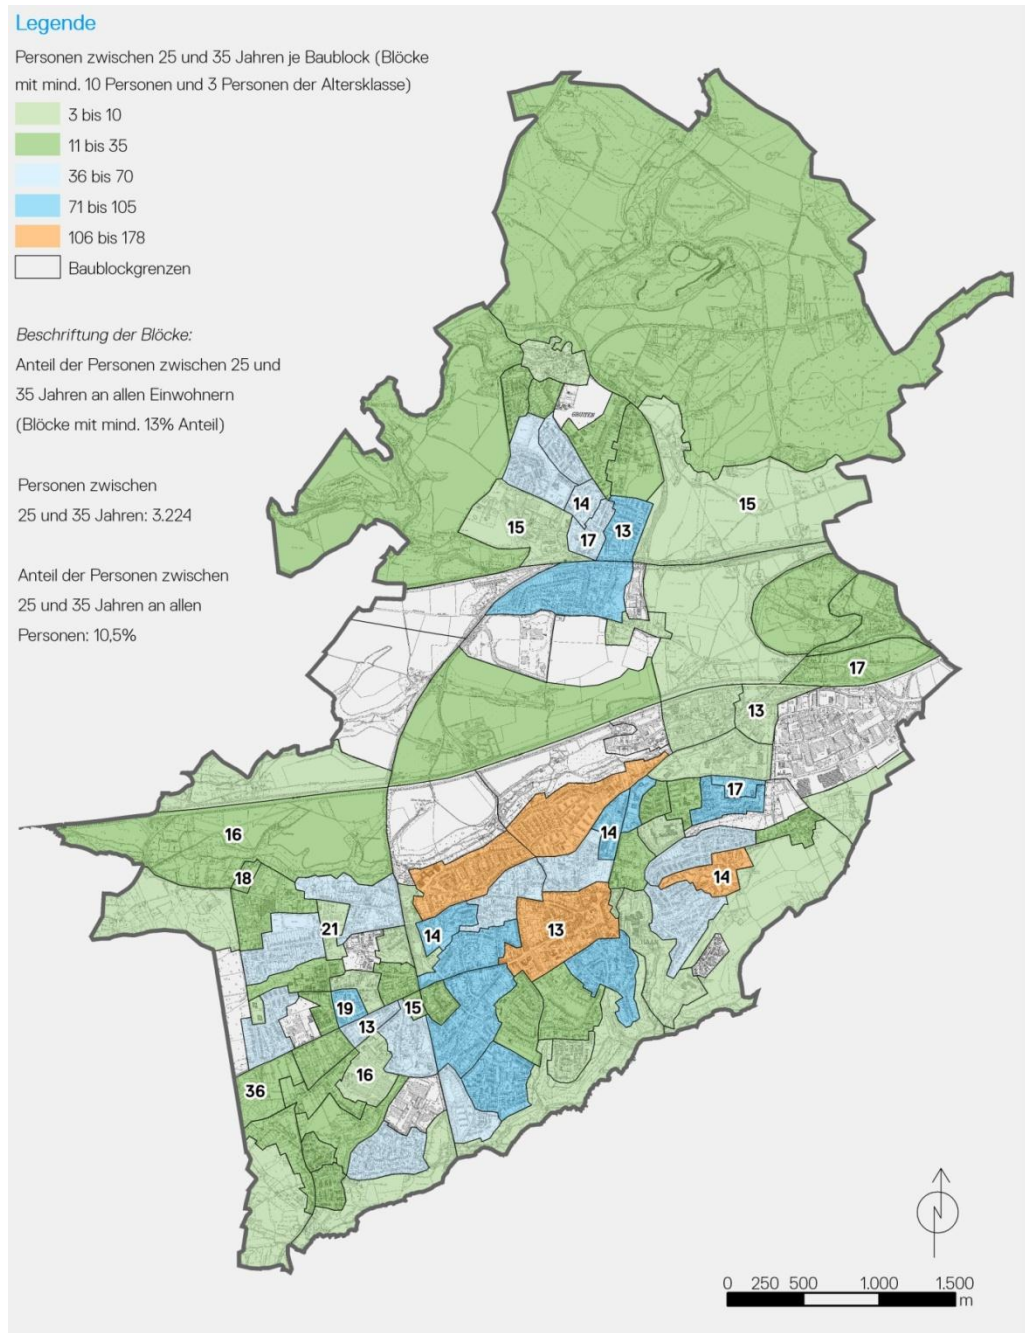 Legende
Personen zwischen 25 und 35 Jahren je Baublock (Blöcke
mit mind. 10 Personen und 3 Personen der Altersklasse)
3 bis 10
11 bis 35
36 bis 70
71 bis 105
106 bis 178
Baublockgrenzen
Beschriftung der Blöcke:
Anteil der Personen zwischen 25 und
35 Jahren an allen Einwohnern
(Blöcke mit mind. 13% Anteil)
Personen zwischen
25 und 35 Jahren: 3.224
Anteil der Personen zwischen
25 und 35 Jahren an allen
Personen: 10,5%
GRUITEN
14
15
15
13
17
17
13
17
16
14
18
14
21
14
13
19
15
13
16
36
N
0 250 500 1.000 1.500
m